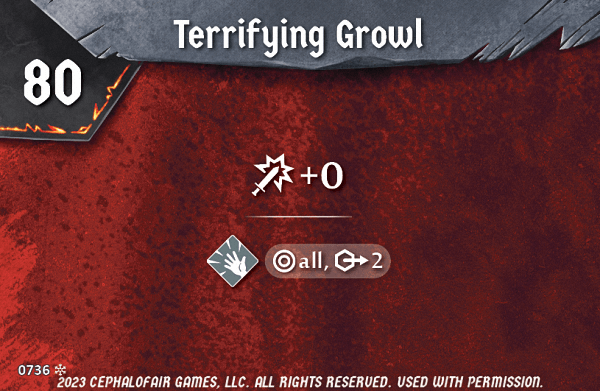 Terrifying Growl
80
+0
all, 2
0736
2023 CEPHALOFAIR GAMES, LLC. ALL RIGHTS RESERVED. USED WITH PERMISSION.